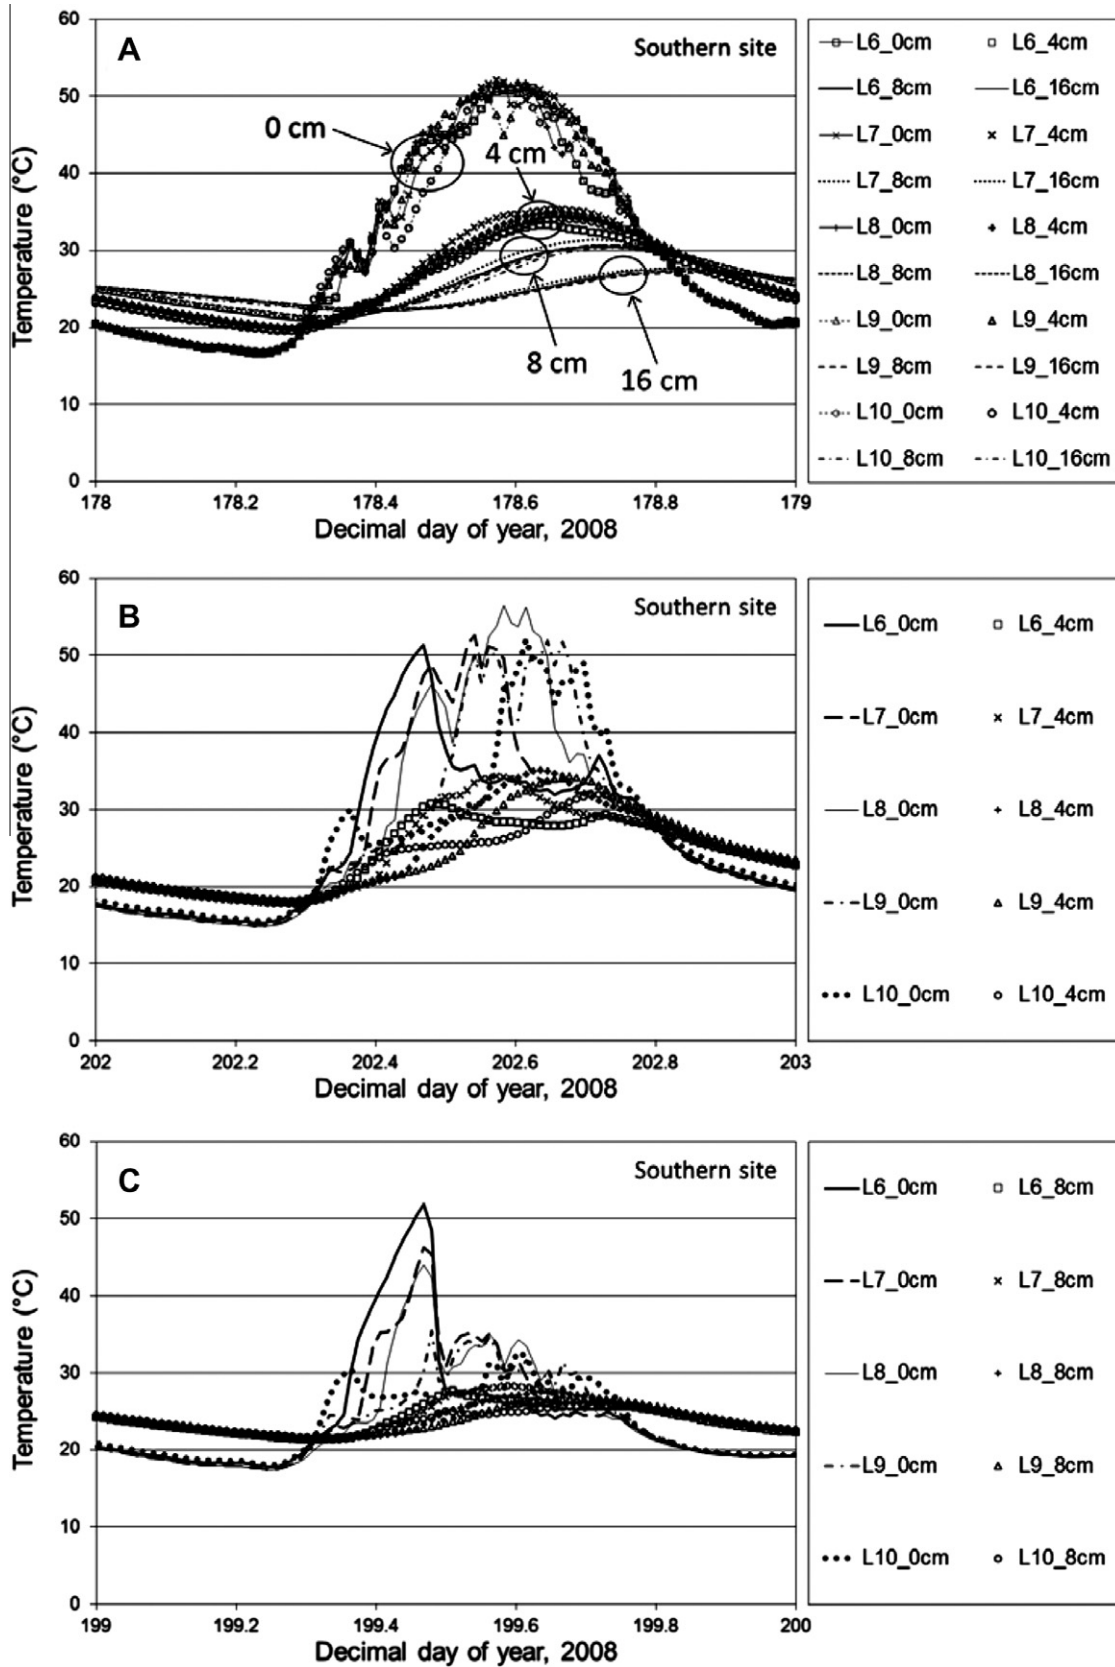 A
Southern site
60
50
40
30
20
10
0
Temperature (°C)
0 cm
4 cm
8 cm
16 cm
178
178.2
178.4
178.6
178.8
179
Decimal day of year, 2008
L6_0cm L6_4cm
L6_8cm L6_16cm
L7_0cm L7_4cm
L7_8cm L7_16cm
L8_0cm L8_4cm
L8_8cm L8_16cm
L9_0cm L9_4cm
L9_8cm L9_16cm
L10_0cm L10_4cm
L10_8cm L10_16cm
B
Southern site
60
50
40
30
20
10
0
Temperature (°C)
202
202.2
202.4
202.6
202.8
203
Decimal day of year, 2008
L6_0cm L6_4cm
L7_0cm L7_4cm
L8_0cm L8_4cm
L9_0cm L9_4cm
L10_0cm L10_4cm
C
Southern site
60
50
40
30
20
10
0
Temperature (°C)
199
199.2
199.4
199.6
199.8
200
Decimal day of year, 2008
L6_0cm L6_8cm
L7_0cm L7_8cm
L8_0cm L8_8cm
L9_0cm L9_8cm
L10_0cm L10_8cm